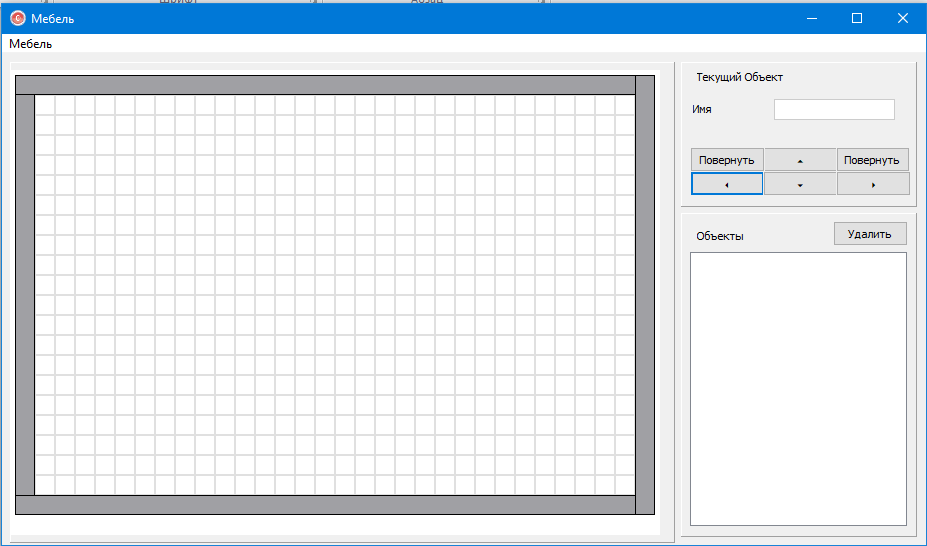 Мебель
Мебель
Текущий Объект
Имя
Повернуть
Повернуть
Объекты
Удалить